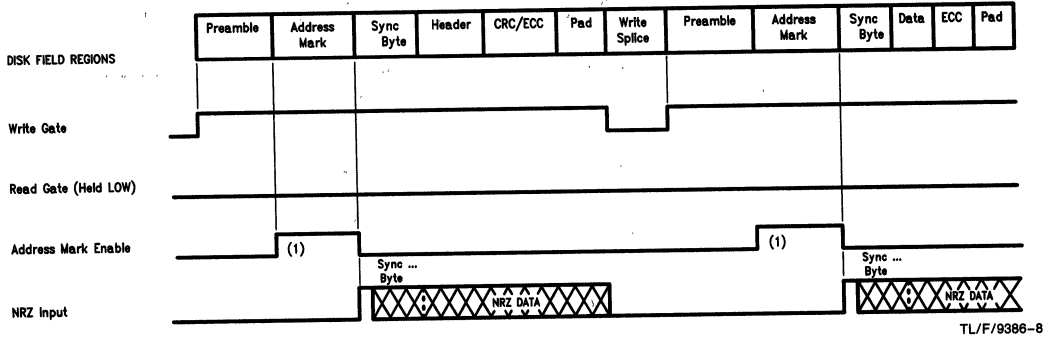 Preamble Address Sync Header CRC/ECC Pad Write Preamble Address Sync Data ECC Pad
Mark Byte Splice Mark Byte
DISK FIELD REGIONS
Write Gate
Read Gate (Held LOW)
Address Mark Enable (1) (1)
Sync ... Sync ...
Byte Byte
NRZ Input NRZ DATA NRZ DATA
TL/F/9386-8